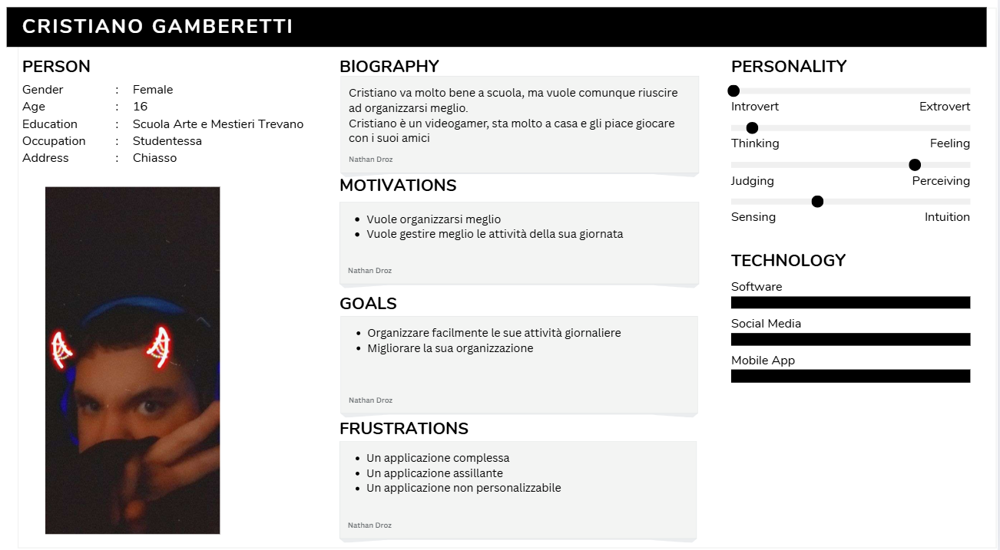 CRISTIANO GAMBERETTI
PERSON
Gender : Female
Age : 16
Education : Scuola Arte e Mestieri Trevano
Occupation : Studentessa
Address : Chiasso
BIOGRAPHY
Cristiano va molto bene a scuola, ma vuole comunque riuscire
ad organizzarsi meglio.
Cristiano è un videogamer, sta molto a casa e gli piace giocare
con i suoi amici
Nathan Droz
MOTIVATIONS
• Vuole organizzarsi meglio
• Vuole gestire meglio le attività della sua giornata
Nathan Droz
GOALS
• Organizzare facilmente le sue attività giornaliere
• Migliorare la sua organizzazione
Nathan Droz
FRUSTRATIONS
• Un applicazione complessa
• Un applicazione assillante
• Un applicazione non personalizzabile
Nathan Droz
PERSONALITY
Introvert Extrovert
Thinking Feeling
Judging Perceiving
Sensing Intuition
TECHNOLOGY
Software
Social Media
Mobile App